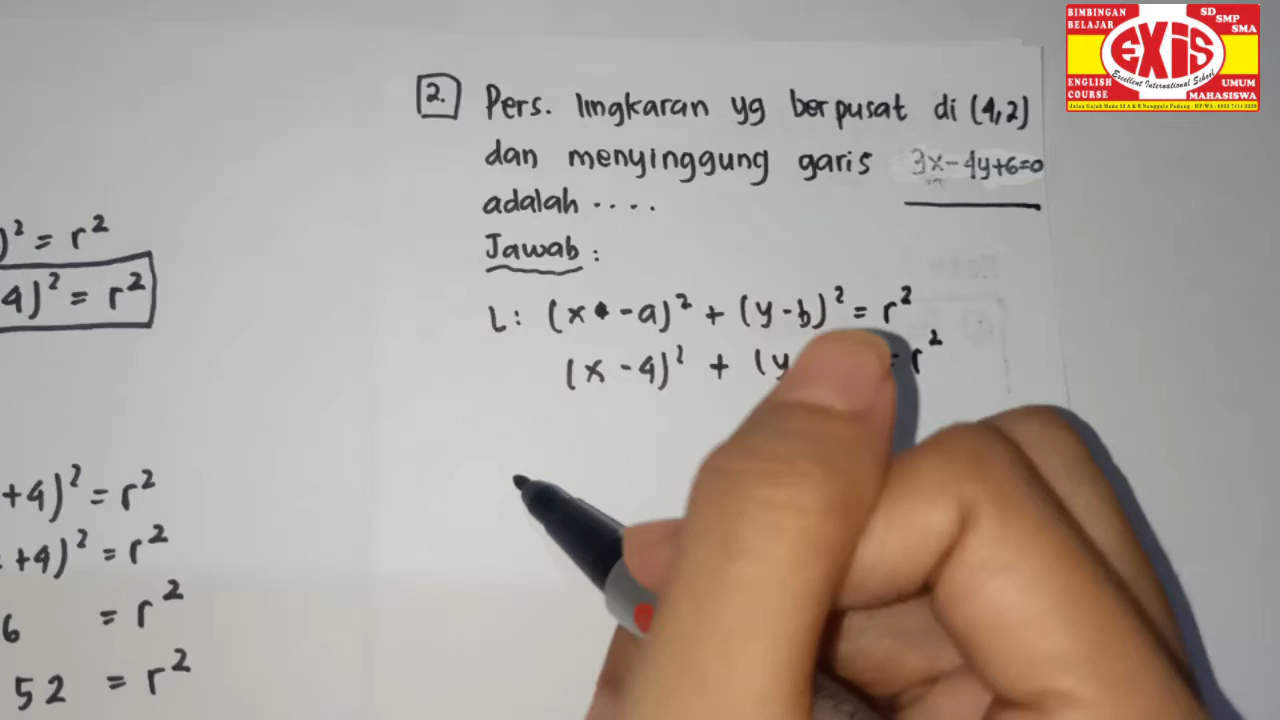 BIMBINGAN BELAJAR
SD SMP SMA
EXIS
Excellent International School
ENGLISH COURSE
UMUM MAHASISWA
2. Pers. lingkaran yg berpusat di (4,2)
dan menyinggung garis 3x-4y+6=0
adalah ....
Jawab :
L: (x - a)² + (y - b)² = r²
(x - 4)² + (y = r²
)² = r²
4)² = r²
+4)² = r²
+4)² = r²
6 = r²
52 = r²